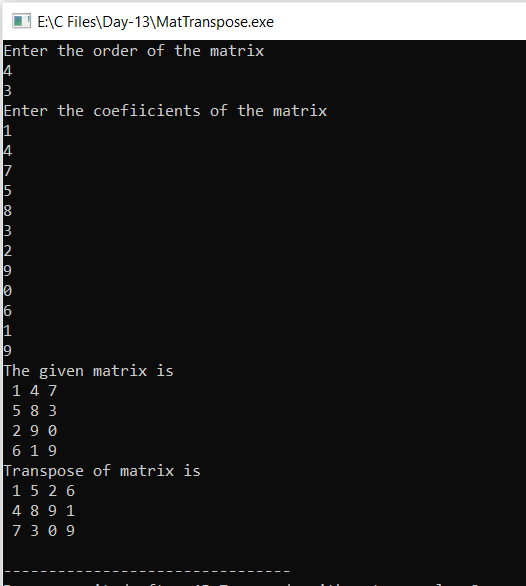 E:\C Files\Day-13\MatTranspose.exe
Enter the order of the matrix
4
3
Enter the coefiicients of the matrix
1
4
7
5
8
3
2
9
0
6
1
9
The given matrix is
1 4 7
5 8 3
2 9 0
6 1 9
Transpose of matrix is
1 5 2 6
4 8 9 1
7 3 0 9
--------------------------------